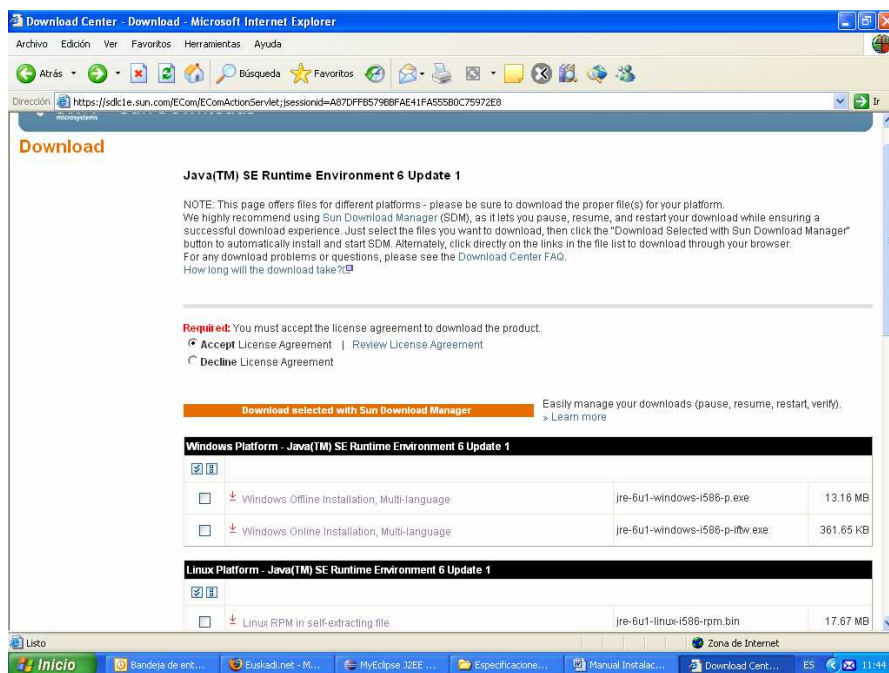 Download Center - Download - Microsoft Internet Explorer
Archivo Edición Ver Favoritos Herramientas Ayuda
Atrás Búsqueda Favoritos
Dirección https://sdlc1e.sun.com/ECom/EComActionServlet;jsessionid=A87DFFB579BBFAE41FA555B0C75972E8 Ir
microsystems
Download
Java(TM) SE Runtime Environment 6 Update 1
NOTE: This page offers files for different platforms - please be sure to download the proper file(s) for your platform.
We highly recommend using Sun Download Manager (SDM), as it lets you pause, resume, and restart your download while ensuring a
successful download experience. Just select the files you want to download, then click the "Download Selected with Sun Download Manager"
button to automatically install and start SDM. Alternately, click directly on the links in the file list to download through your browser.
For any download problems or questions, please see the Download Center FAQ.
How long will the download take?
Required: You must accept the license agreement to download the product.
Accept License Agreement | Review License Agreement
Decline License Agreement
Download selected with Sun Download Manager
Easily manage your downloads (pause, resume, restart, verify).
» Learn more
Windows Platform - Java(TM) SE Runtime Environment 6 Update 1
Windows Offline Installation, Multi-language jre-6u1-windows-i586-p.exe 13.16 MB
Windows Online Installation, Multi-language jre-6u1-windows-i586-p-iftw.exe 361.65 KB
Linux Platform - Java(TM) SE Runtime Environment 6 Update 1
Linux RPM in self-extracting file jre-6u1-linux-i586-rpm.bin 17.67 MB
Listo Zona de Internet
Inicio Bandeja de ent... Euskadi.net - M... MyEclipse J2EE ... Especificacione... Manual Instalac... Download Cent... ES 11:44